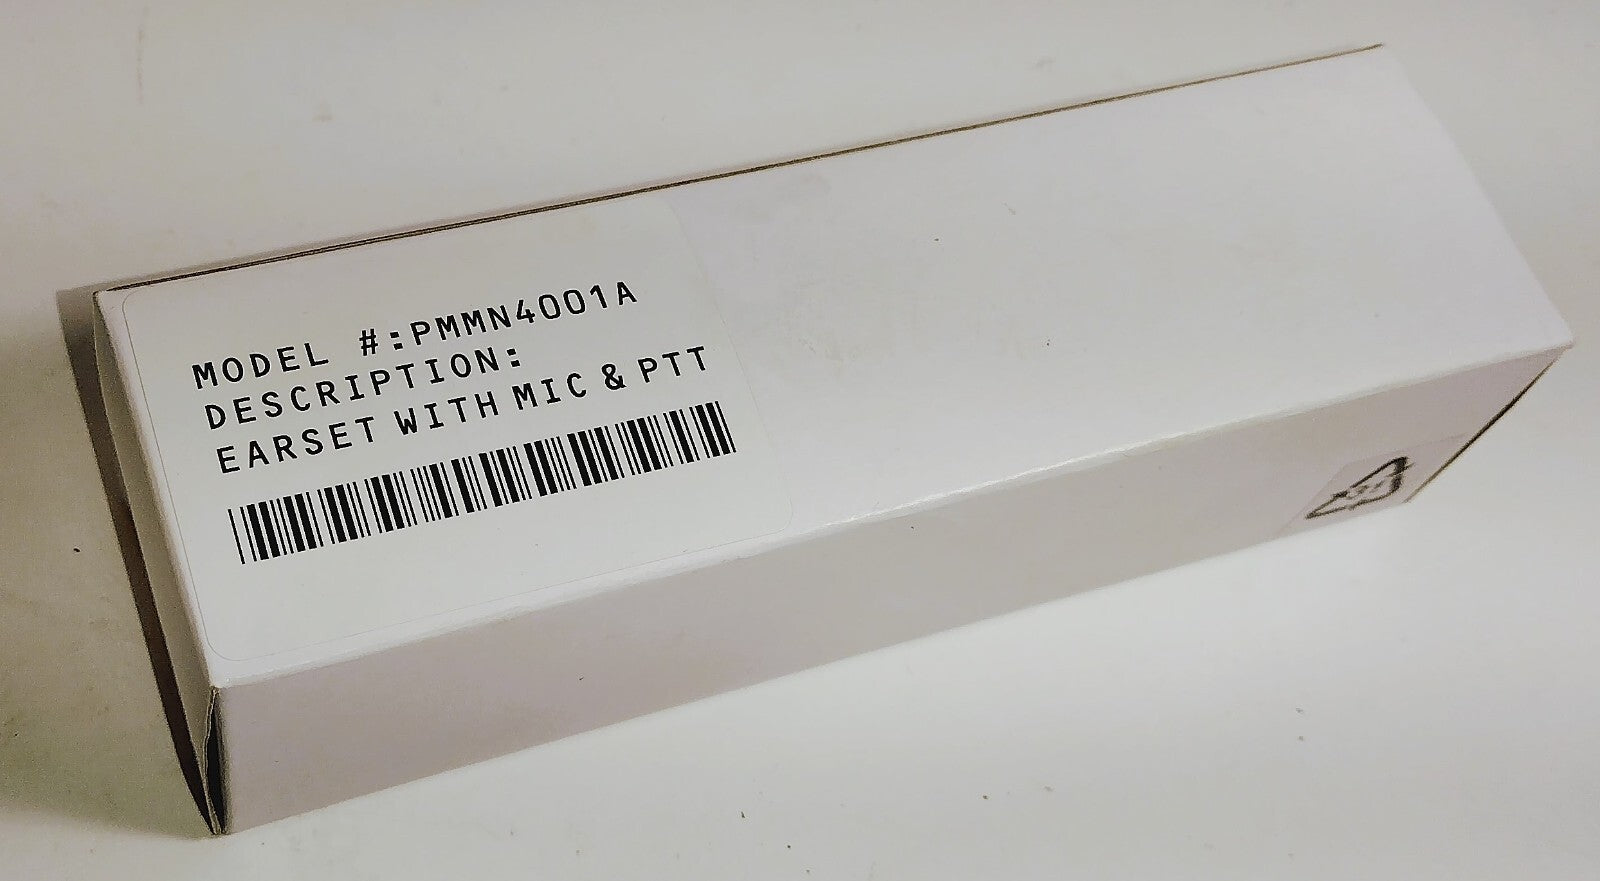 MODEL #:PMMN4001A
DESCRIPTION:
EARSET WITH MIC & PTT